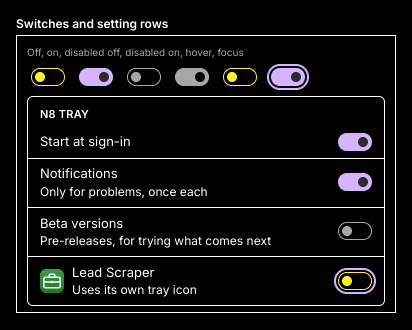 Switches and setting rows
Off, on, disabled off, disabled on, hover, focus
N8 TRAY
Start at sign-in
Notifications
Only for problems, once each
Beta versions
Pre-releases, for trying what comes next
Lead Scraper
Uses its own tray icon